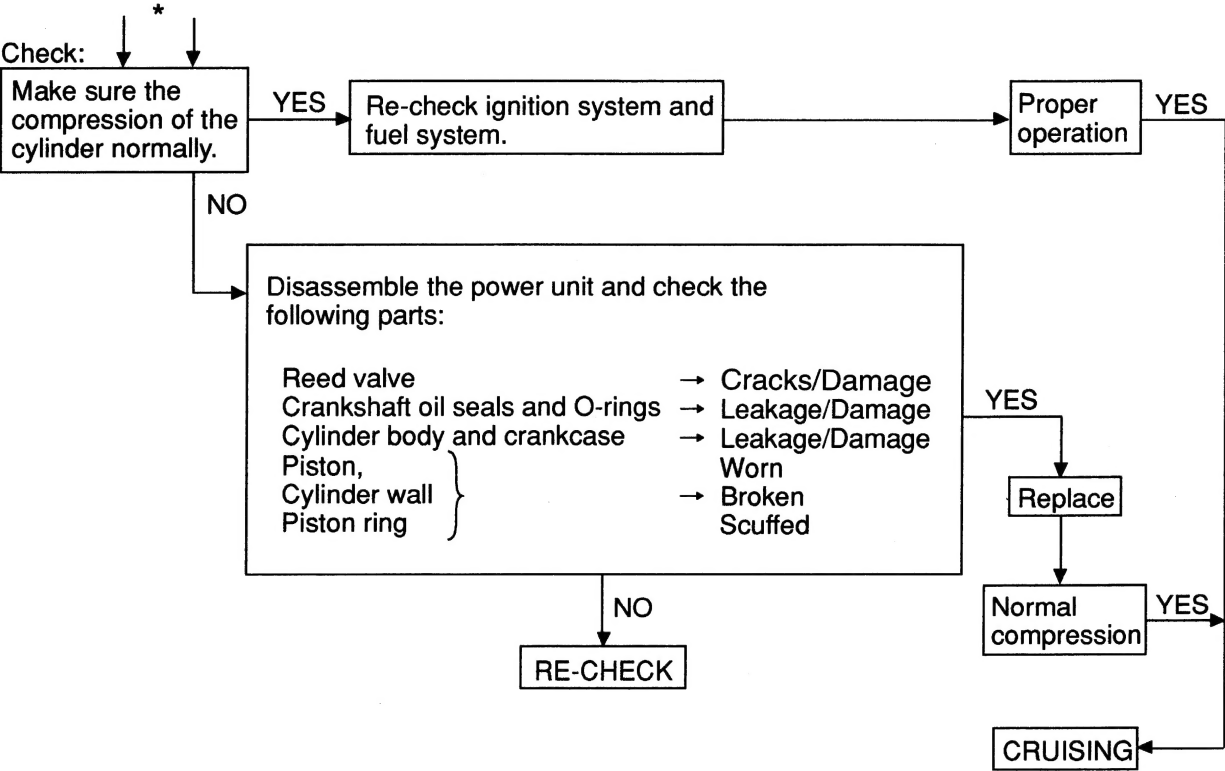 *
Check:
Make sure the
compression of the
cylinder normally.
YES
Re-check ignition system and
fuel system.
Proper
operation
YES
NO
Disassemble the power unit and check the
following parts:
Reed valve → Cracks/Damage
Crankshaft oil seals and O-rings → Leakage/Damage
Cylinder body and crankcase → Leakage/Damage
Piston, Worn
Cylinder wall → Broken
Piston ring Scuffed
YES
Replace
Normal
compression
YES
NO
RE-CHECK
CRUISING